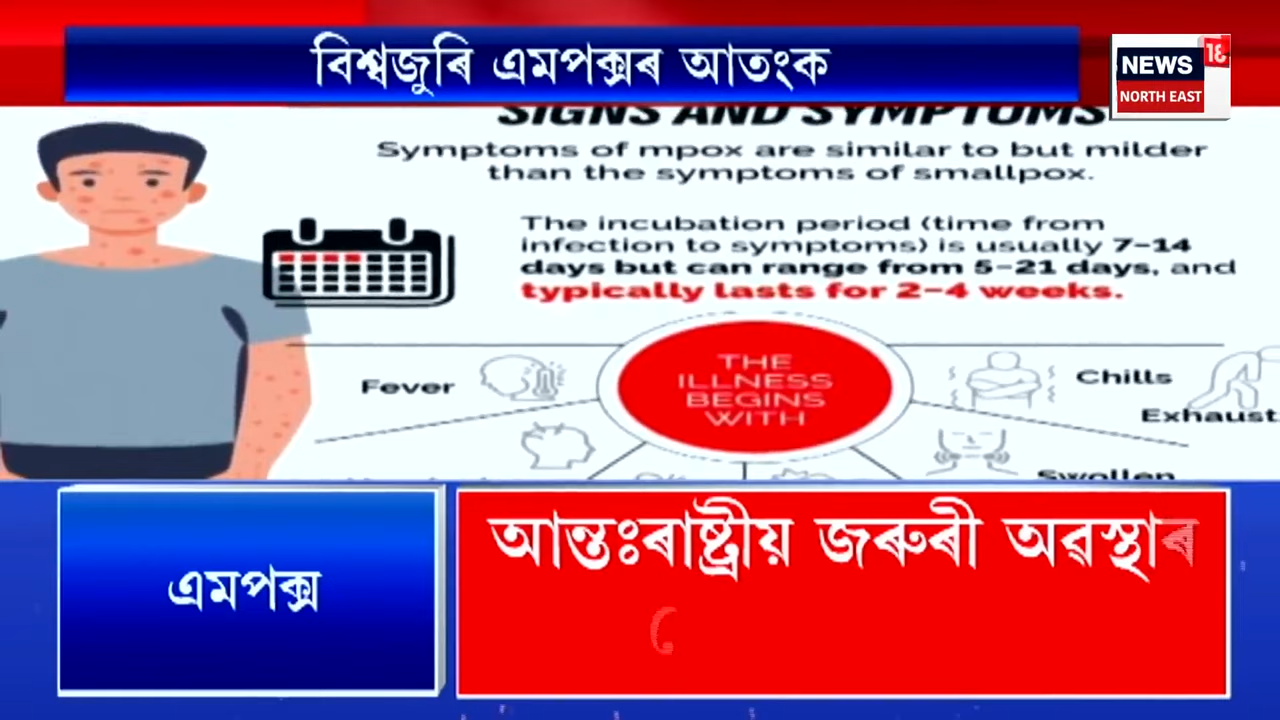 বিশ্বজুৰি এমপক্সৰ আতংক
NEWS 18
NORTH EAST
SIGNS AND SYMPTOMS
Symptoms of mpox are similar to but milder
than the symptoms of smallpox.
The incubation period (time from
infection to symptoms) is usually 7-14
days but can range from 5-21 days, and
typically lasts for 2-4 weeks.
THE
ILLNESS
BEGINS
WITH
Fever
Chills
Exhaust
Swollen
এমপক্স
আন্তঃৰাষ্ট্ৰীয় জৰুৰী অৱস্থাৰ